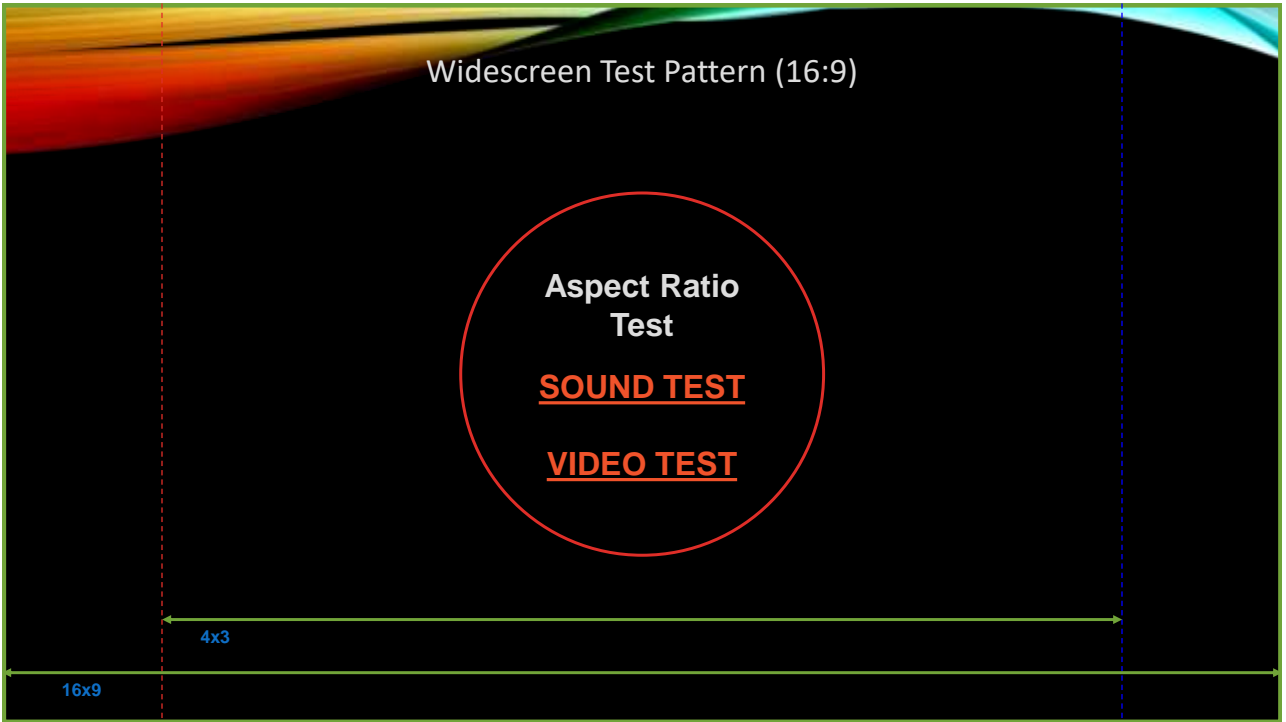 Widescreen Test Pattern (16:9)
Aspect Ratio
Test
SOUND TEST
VIDEO TEST
4x3
16x9